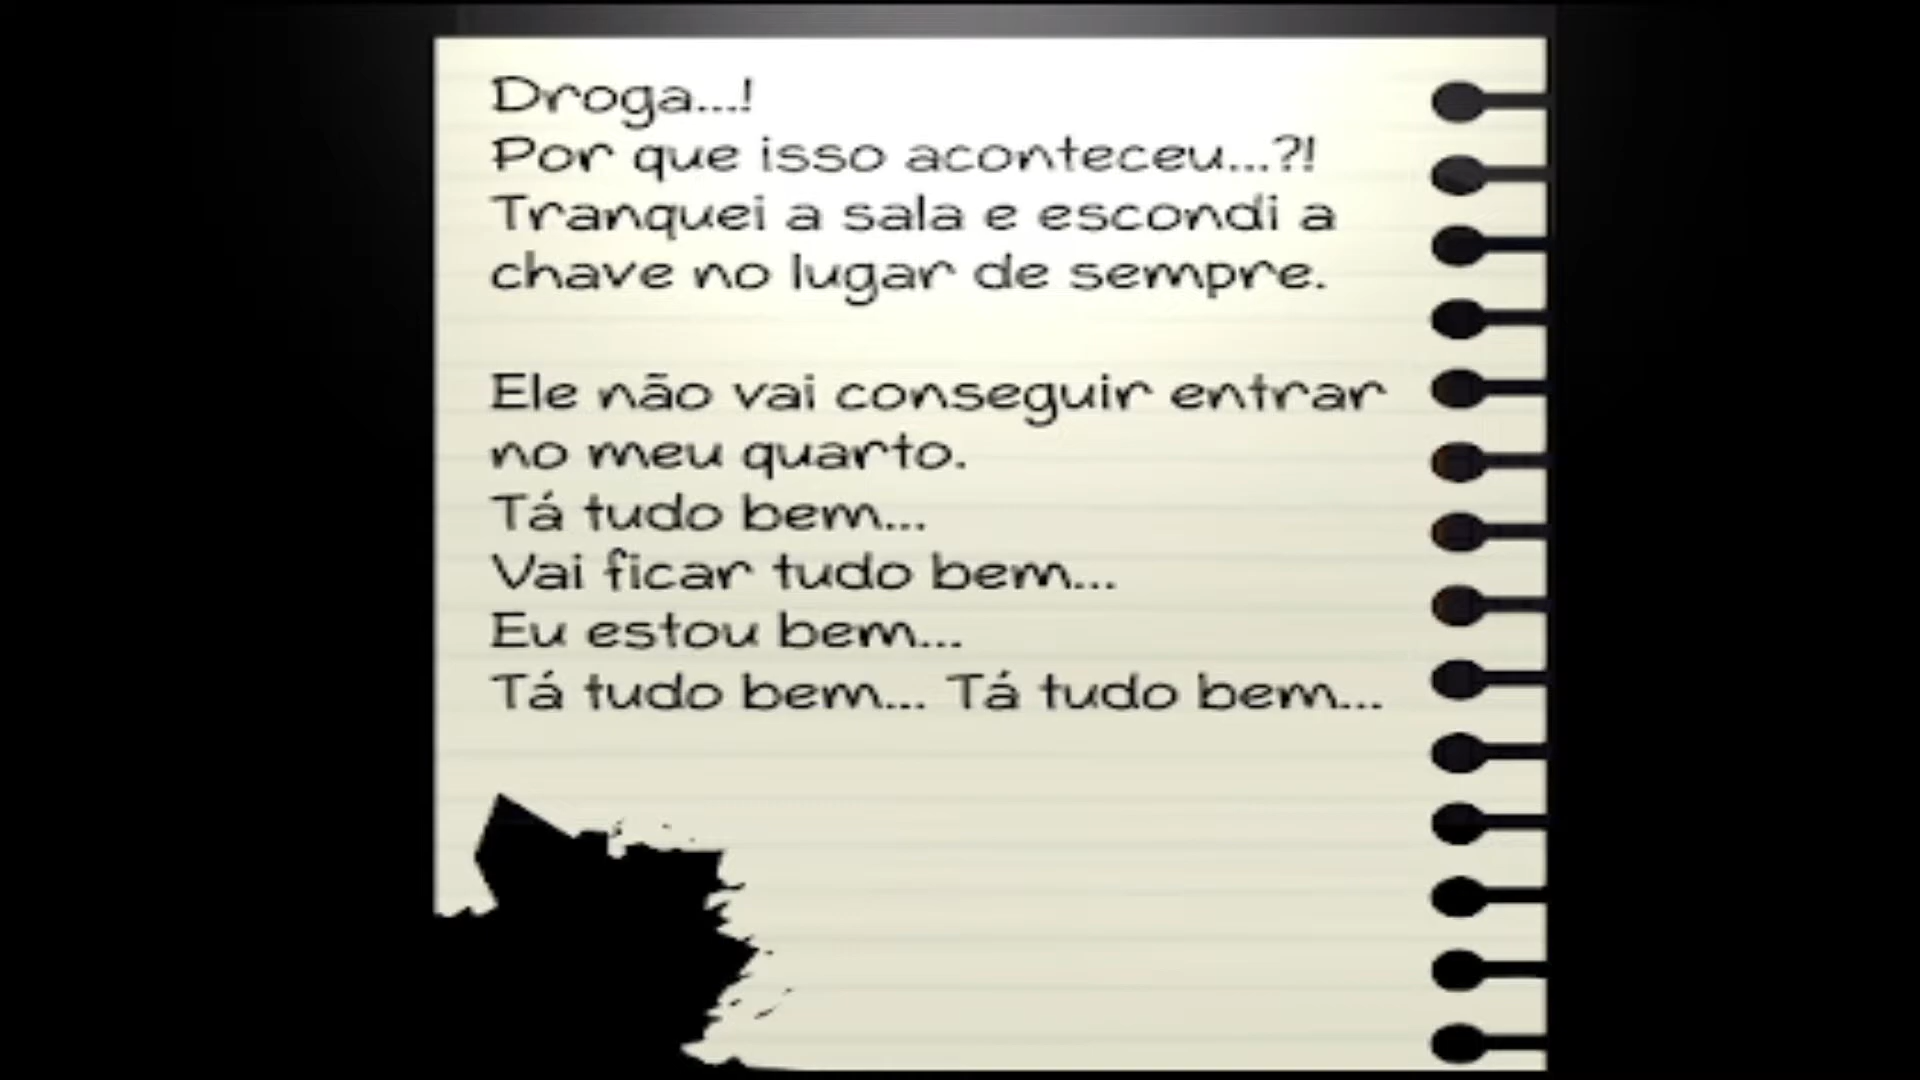 Droga...!
Por que isso aconteceu...?!
Tranquei a sala e escondi a
chave no lugar de sempre.
Ele não vai conseguir entrar
no meu quarto.
Tá tudo bem...
Vai ficar tudo bem...
Eu estou bem...
Tá tudo bem... Tá tudo bem...